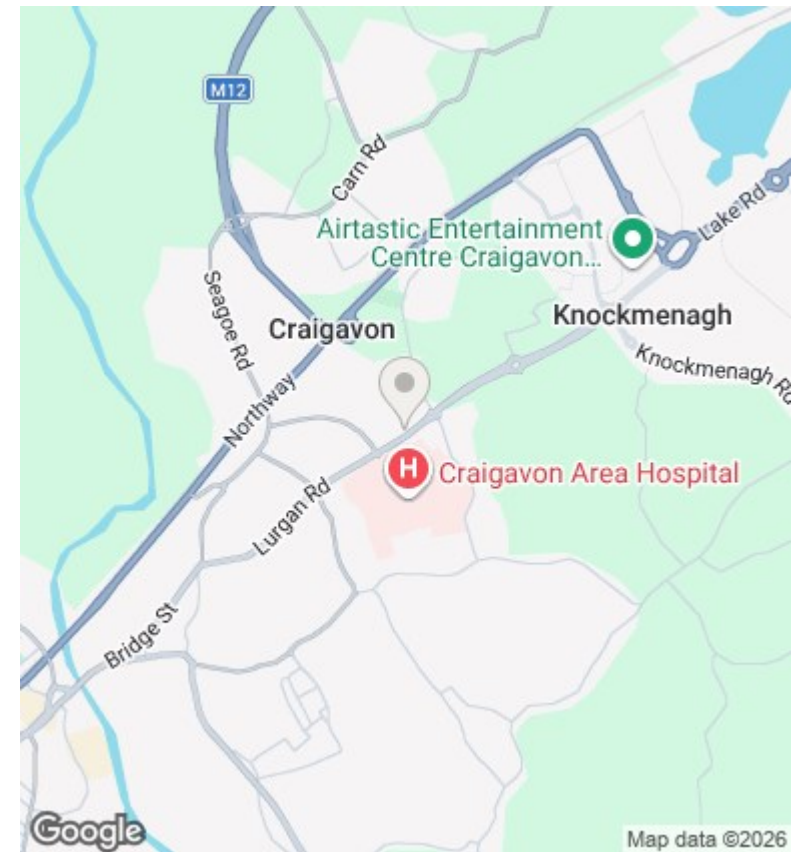 M12
Carn Rd
Lake Rd
Airtastic Entertainment
Centre Craigavon...
Seagoe Rd
Craigavon
Knockmenagh
Knockmenagh Rd
Northway
H
Craigavon Area Hospital
Lurgan Rd
Bridge St
Google
Map data ©2026